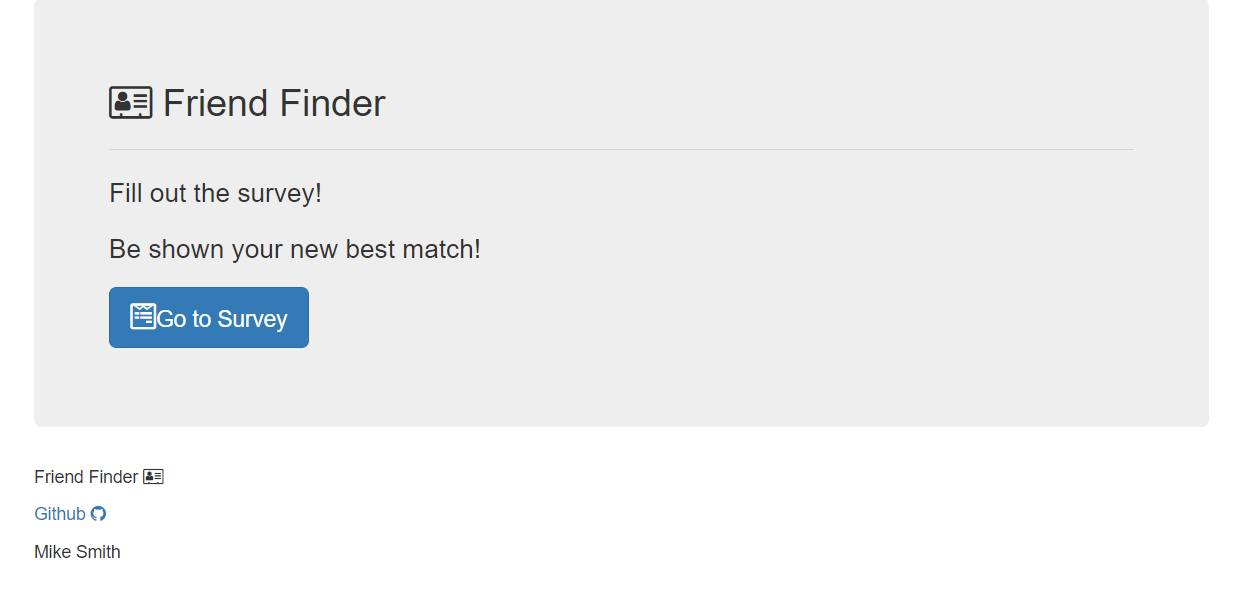 Friend Finder
Fill out the survey!
Be shown your new best match!
Go to Survey
Friend Finder
Github
Mike Smith